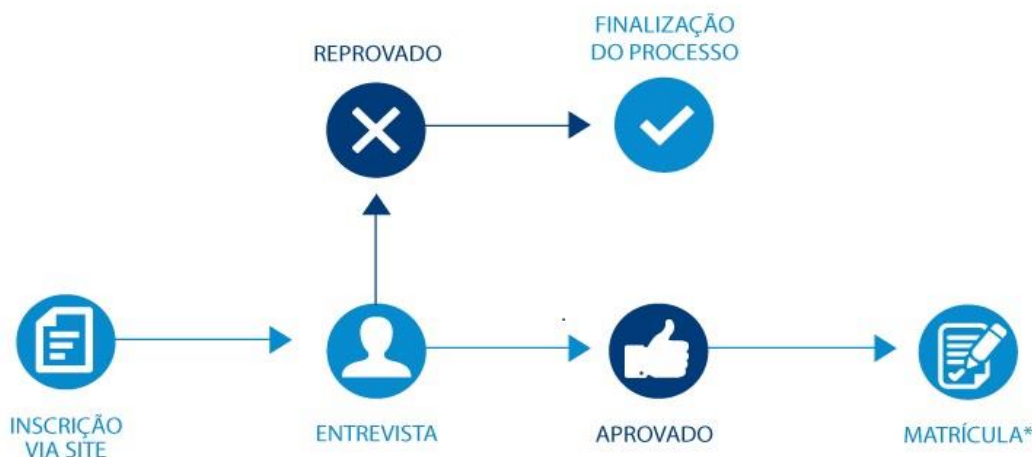 REPROVADO
FINALIZAÇÃO
DO PROCESSO
INSCRIÇÃO
VIA SITE
ENTREVISTA
APROVADO
MATRÍCULA*